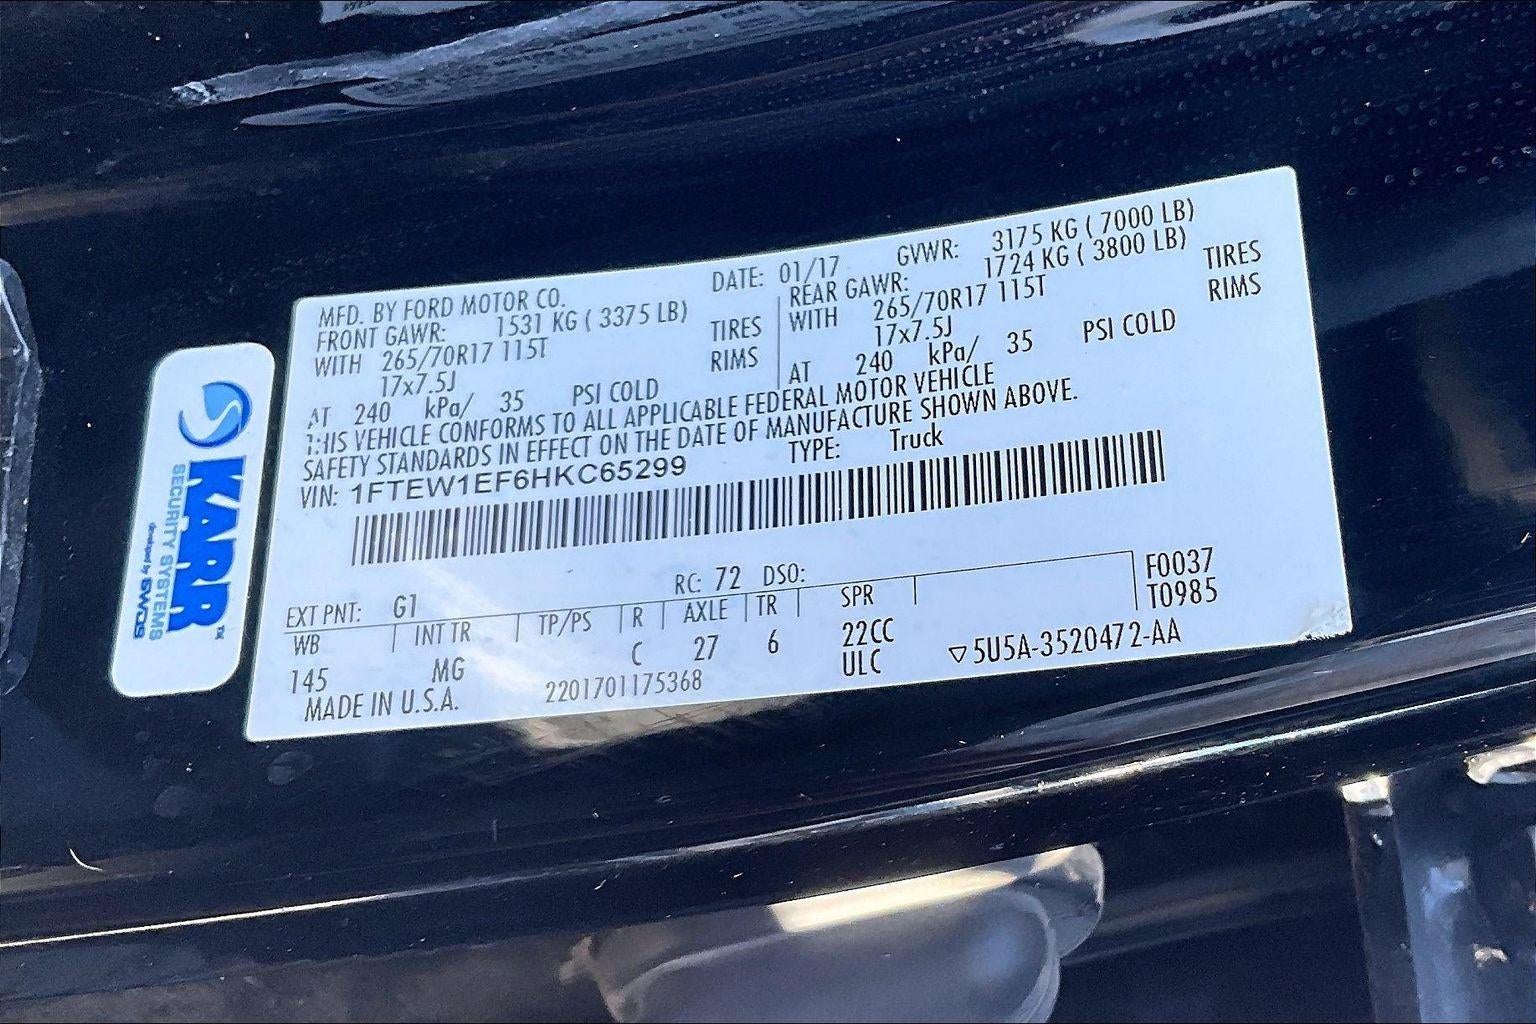 MFD. BY FORD MOTOR CO. DATE: 01/17 GVWR: 3175 KG ( 7000 LB)
FRONT GAWR: 1531 KG ( 3375 LB) REAR GAWR: 1724 KG ( 3800 LB)
WITH 265/70R17 115T TIRES WITH 265/70R17 115T TIRES
17x7.5J RIMS 17x7.5J RIMS
AT 240 kPa/ 35 PSI COLD AT 240 kPa/ 35 PSI COLD
THIS VEHICLE CONFORMS TO ALL APPLICABLE FEDERAL MOTOR VEHICLE
SAFETY STANDARDS IN EFFECT ON THE DATE OF MANUFACTURE SHOWN ABOVE.
VIN: 1FTEW1EF6HKC65299 TYPE: Truck
EXT PNT: G1 RC: 72 DSO: F0037
WB INT TR TP/PS R AXLE TR SPR T0985
145 MG C 27 6 22CC
ULC ▽5U5A-3520472-AA
MADE IN U.S.A. 2201701175368
KARR™
SECURITY SYSTEMS
developed by SWDS